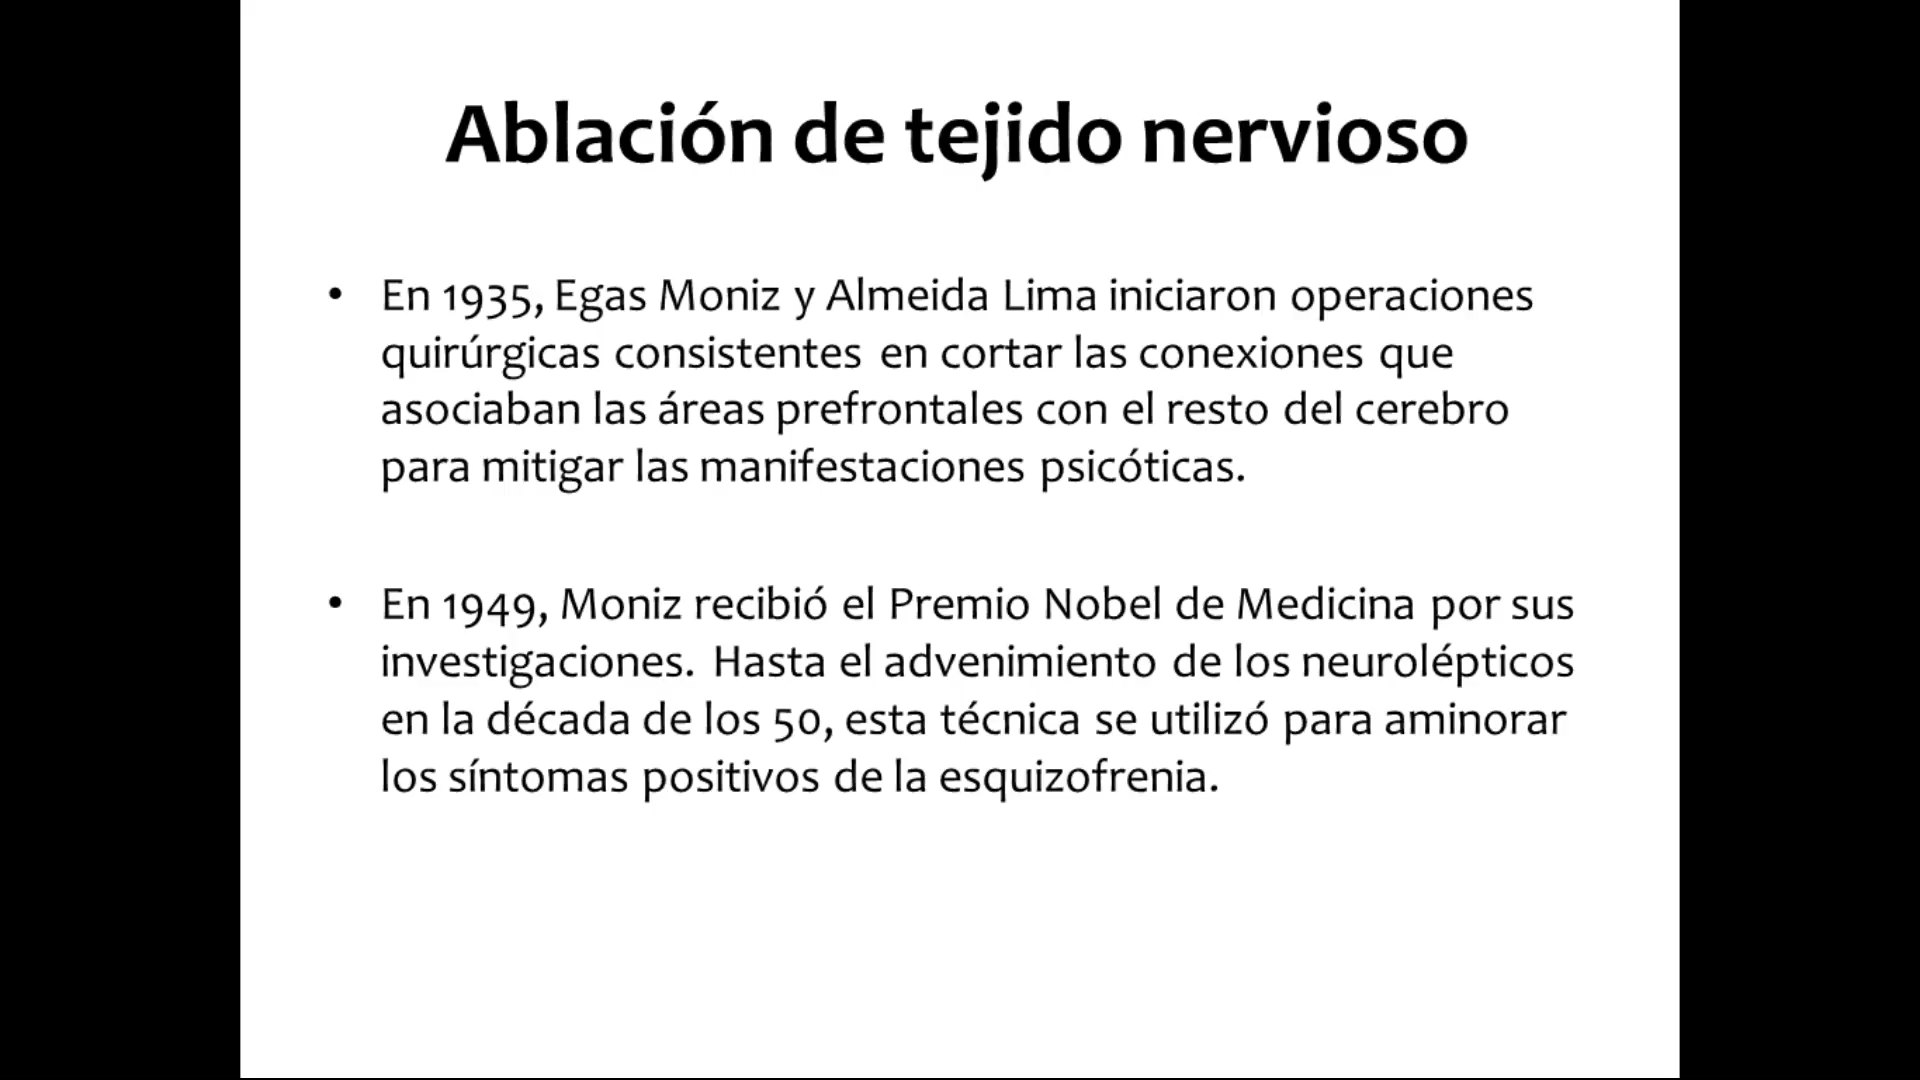 Ablación de tejido nervioso
• En 1935, Egas Moniz y Almeida Lima iniciaron operaciones
quirúrgicas consistentes en cortar las conexiones que
asociaban las áreas prefrontales con el resto del cerebro
para mitigar las manifestaciones psicóticas.
• En 1949, Moniz recibió el Premio Nobel de Medicina por sus
investigaciones. Hasta el advenimiento de los neurolépticos
en la década de los 50, esta técnica se utilizó para aminorar
los síntomas positivos de la esquizofrenia.